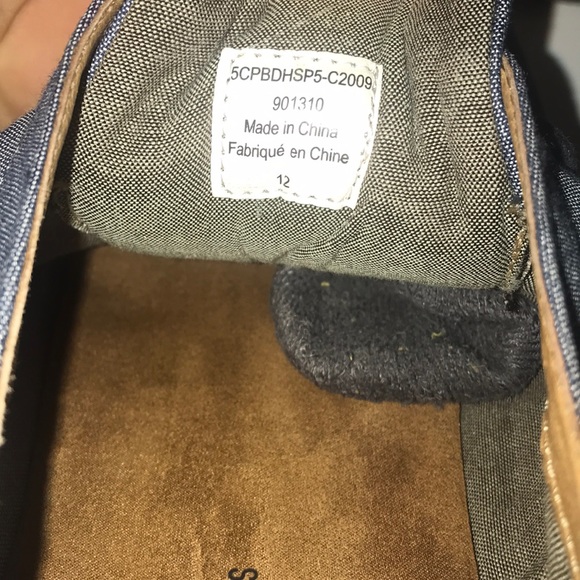 5CPBDHSP5-C2009
901310
Made in China
Fabriqué en Chine
12
S